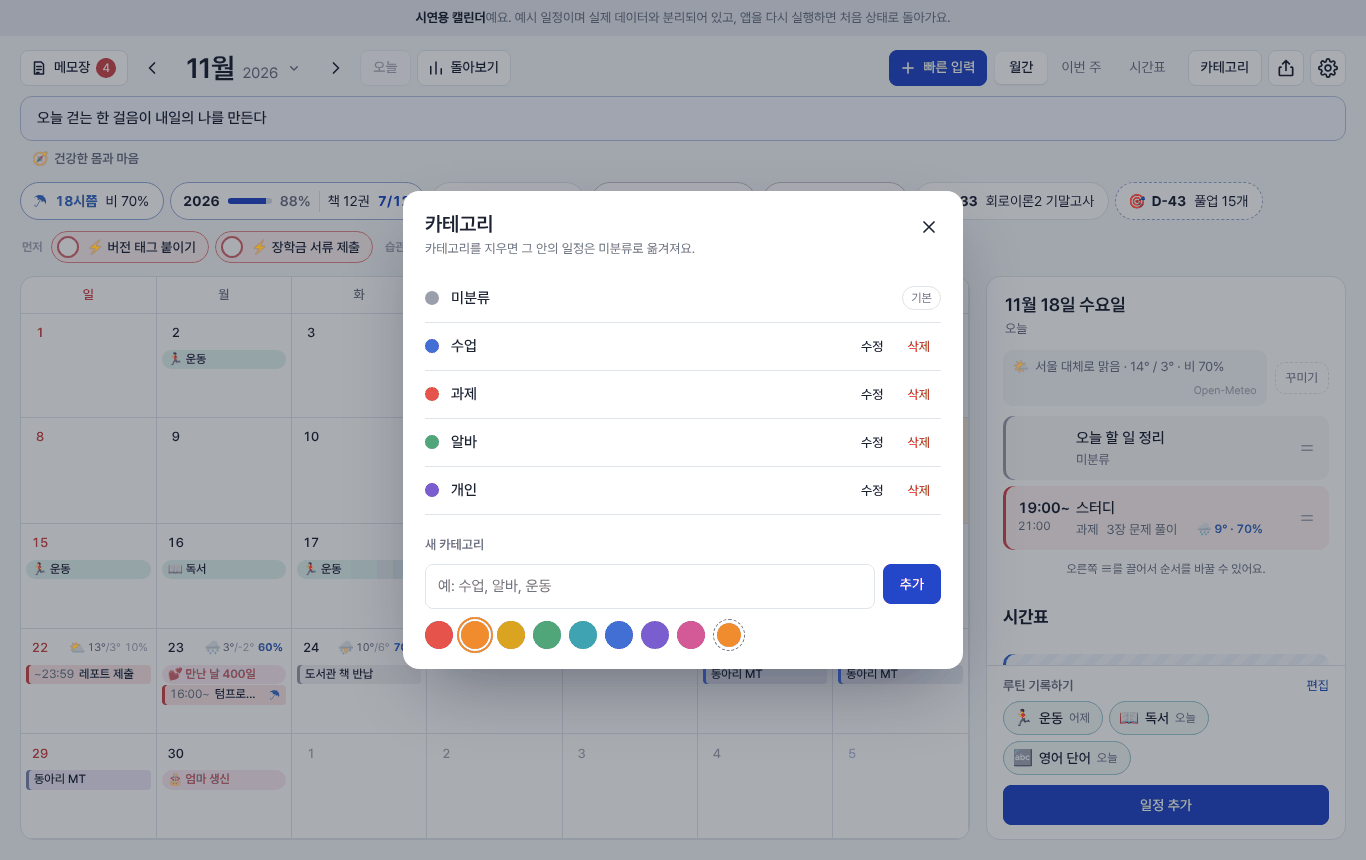 시연용 캘린더예요. 예시 일정이며 실제 데이터와 분리되어 있고, 앱을 다시 실행하면 처음 상태로 돌아가요.
메모장 4
11월 2026
오늘
돌아보기
빠른 입력
월간
이번 주
시간표
카테고리
오늘 걷는 한 걸음이 내일의 나를 만든다
건강한 몸과 마음
18시쯤 비 70%
2026 88% 책 12권
회로이론2 기말고사
D-43 풀업 15개
먼저
버전 태그 붙이기
장학금 서류 제출
카테고리
카테고리를 지우면 그 안의 일정은 미분류로 옮겨져요.
미분류 기본
수업 수정 삭제
과제 수정 삭제
알바 수정 삭제
개인 수정 삭제
새 카테고리
예: 수업, 알바, 운동
추가
일 월 화
1 2 3
운동
8 9 10
15 16 17
운동 독서 운동
22 13°/3° 10% 23 3°/-2° 60% 24 10°/6°
~23:59 레포트 제출 만난 날 400일 도서관 책 반납 동아리 MT 동아리 MT
16:00~ 텀프로…
29 30 1 2 3 4 5
동아리 MT 엄마 생신
11월 18일 수요일
오늘
서울 대체로 맑음 · 14° / 3° · 비 70%
Open-Meteo
꾸미기
오늘 할 일 정리
미분류
19:00~ 스터디
21:00 과제 3장 문제 풀이 9° · 70%
오른쪽 ≡를 끌어서 순서를 바꿀 수 있어요.
시간표
루틴 기록하기 편집
운동 어제
독서 오늘
abc 영어 단어 오늘
일정 추가